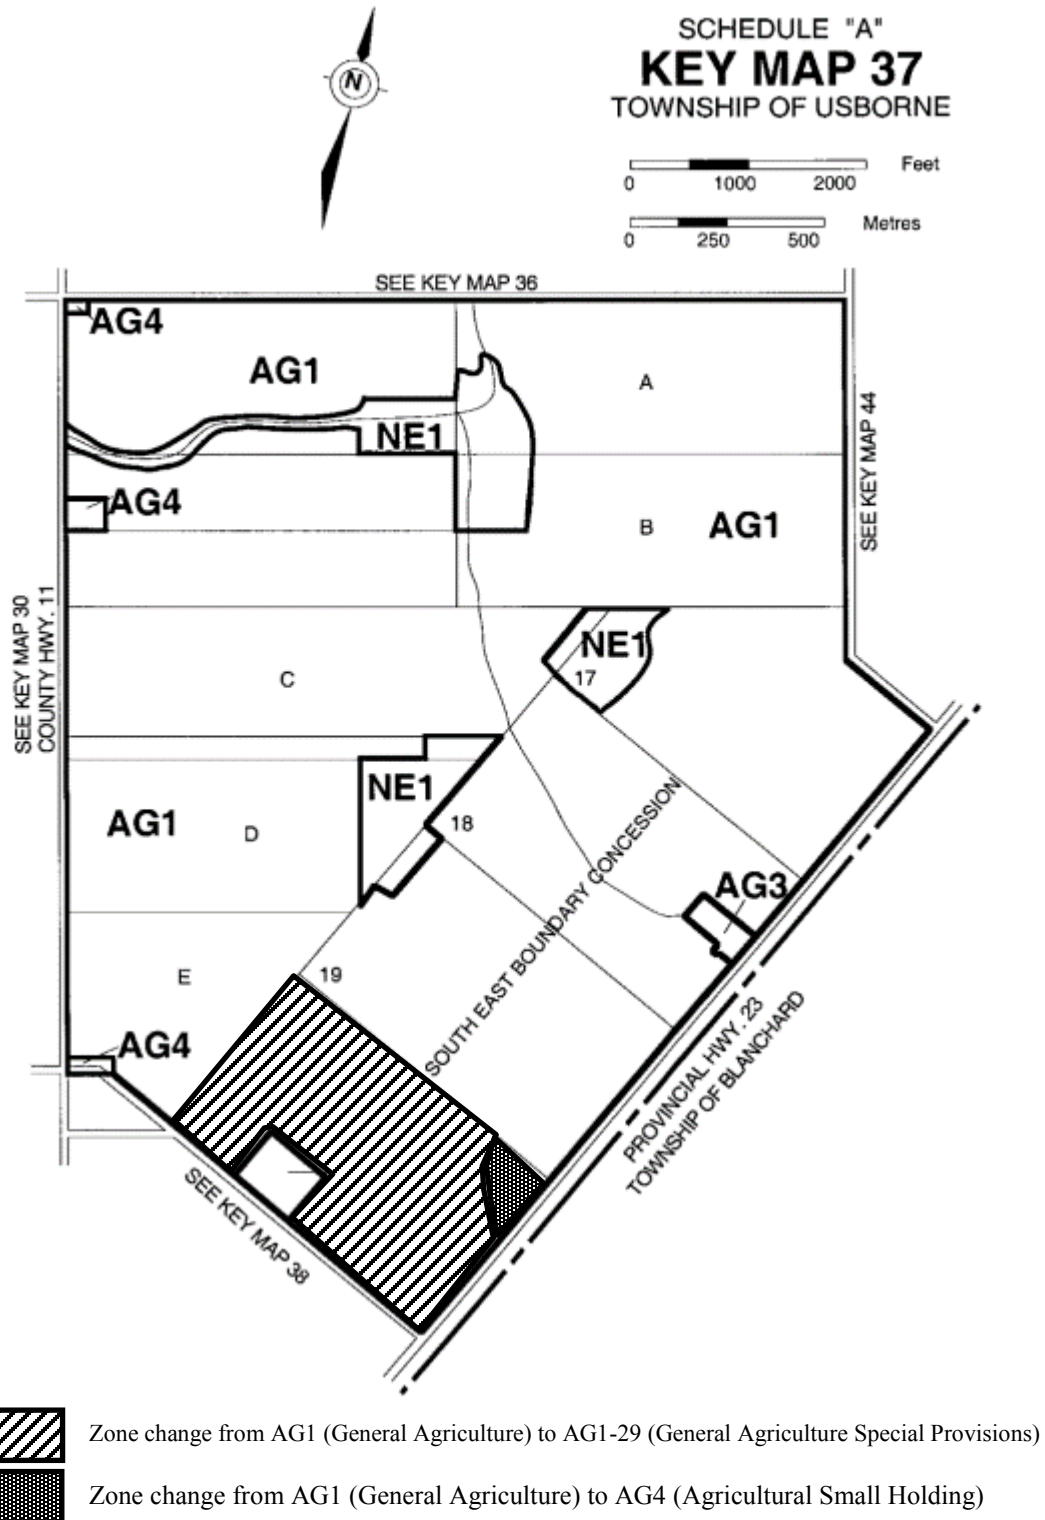 SCHEDULE "A"
KEY MAP 37
TOWNSHIP OF USBORNE
N
Feet
0 1000 2000
Metres
0 250 500
SEE KEY MAP 36
AG4
AG1
A
NE1
SEE KEY MAP 44
AG4
B
AG1
SEE KEY MAP 30
COUNTY HWY. 11
NE1
17
C
NE1
AG1
D
18
SOUTH EAST BOUNDARY CONCESSION
AG3
E
19
AG4
PROVINCIAL HWY. 23
TOWNSHIP OF BLANCHARD
SEE KEY MAP 38
Zone change from AG1 (General Agriculture) to AG1-29 (General Agriculture Special Provisions)
Zone change from AG1 (General Agriculture) to AG4 (Agricultural Small Holding)